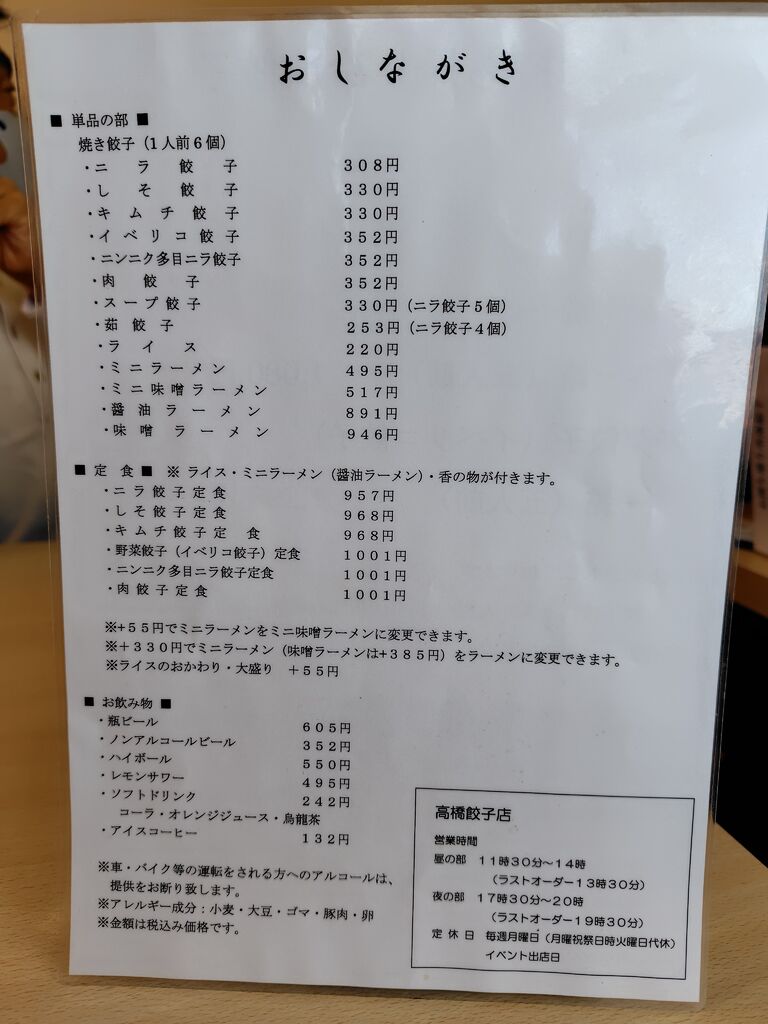 おしながき
■ 単品の部 ■
焼き餃子（1人前6個）
・ニラ餃子 308円
・しそ餃子 330円
・キムチ餃子 330円
・イベリコ餃子 352円
・ニンニク多目ニラ餃子 352円
・肉餃子 352円
・スープ餃子 330円（ニラ餃子5個）
・茹餃子 253円（ニラ餃子4個）
・ライス 220円
・ミニラーメン 495円
・ミニ味噌ラーメン 517円
・醤油ラーメン 891円
・味噌ラーメン 946円
■ 定食 ■ ※ ライス・ミニラーメン（醤油ラーメン）・香の物が付きます。
・ニラ餃子定食 957円
・しそ餃子定食 968円
・キムチ餃子定食 968円
・野菜餃子（イベリコ餃子）定食 1001円
・ニンニク多目ニラ餃子定食 1001円
・肉餃子定食 1001円
※+55円でミニラーメンをミニ味噌ラーメンに変更できます。
※＋330円でミニラーメン（味噌ラーメンは+385円）をラーメンに変更できます。
※ライスのおかわり・大盛り ＋55円
■ お飲み物 ■
・瓶ビール 605円
・ノンアルコールビール 352円
・ハイボール 550円
・レモンサワー 495円
・ソフトドリンク 242円
コーラ・オレンジジュース・烏龍茶
・アイスコーヒー 132円
※車・バイク等の運転をされる方へのアルコールは、
提供をお断り致します。
※アレルギー成分：小麦・大豆・ゴマ・豚肉・卵
※金額は税込み価格です。
高橋餃子店
営業時間
昼の部 11時30分～14時
（ラストオーダー13時30分）
夜の部 17時30分～20時
（ラストオーダー19時30分）
定休日 毎週月曜日（月曜祝祭日時火曜日代休）
イベント出店日